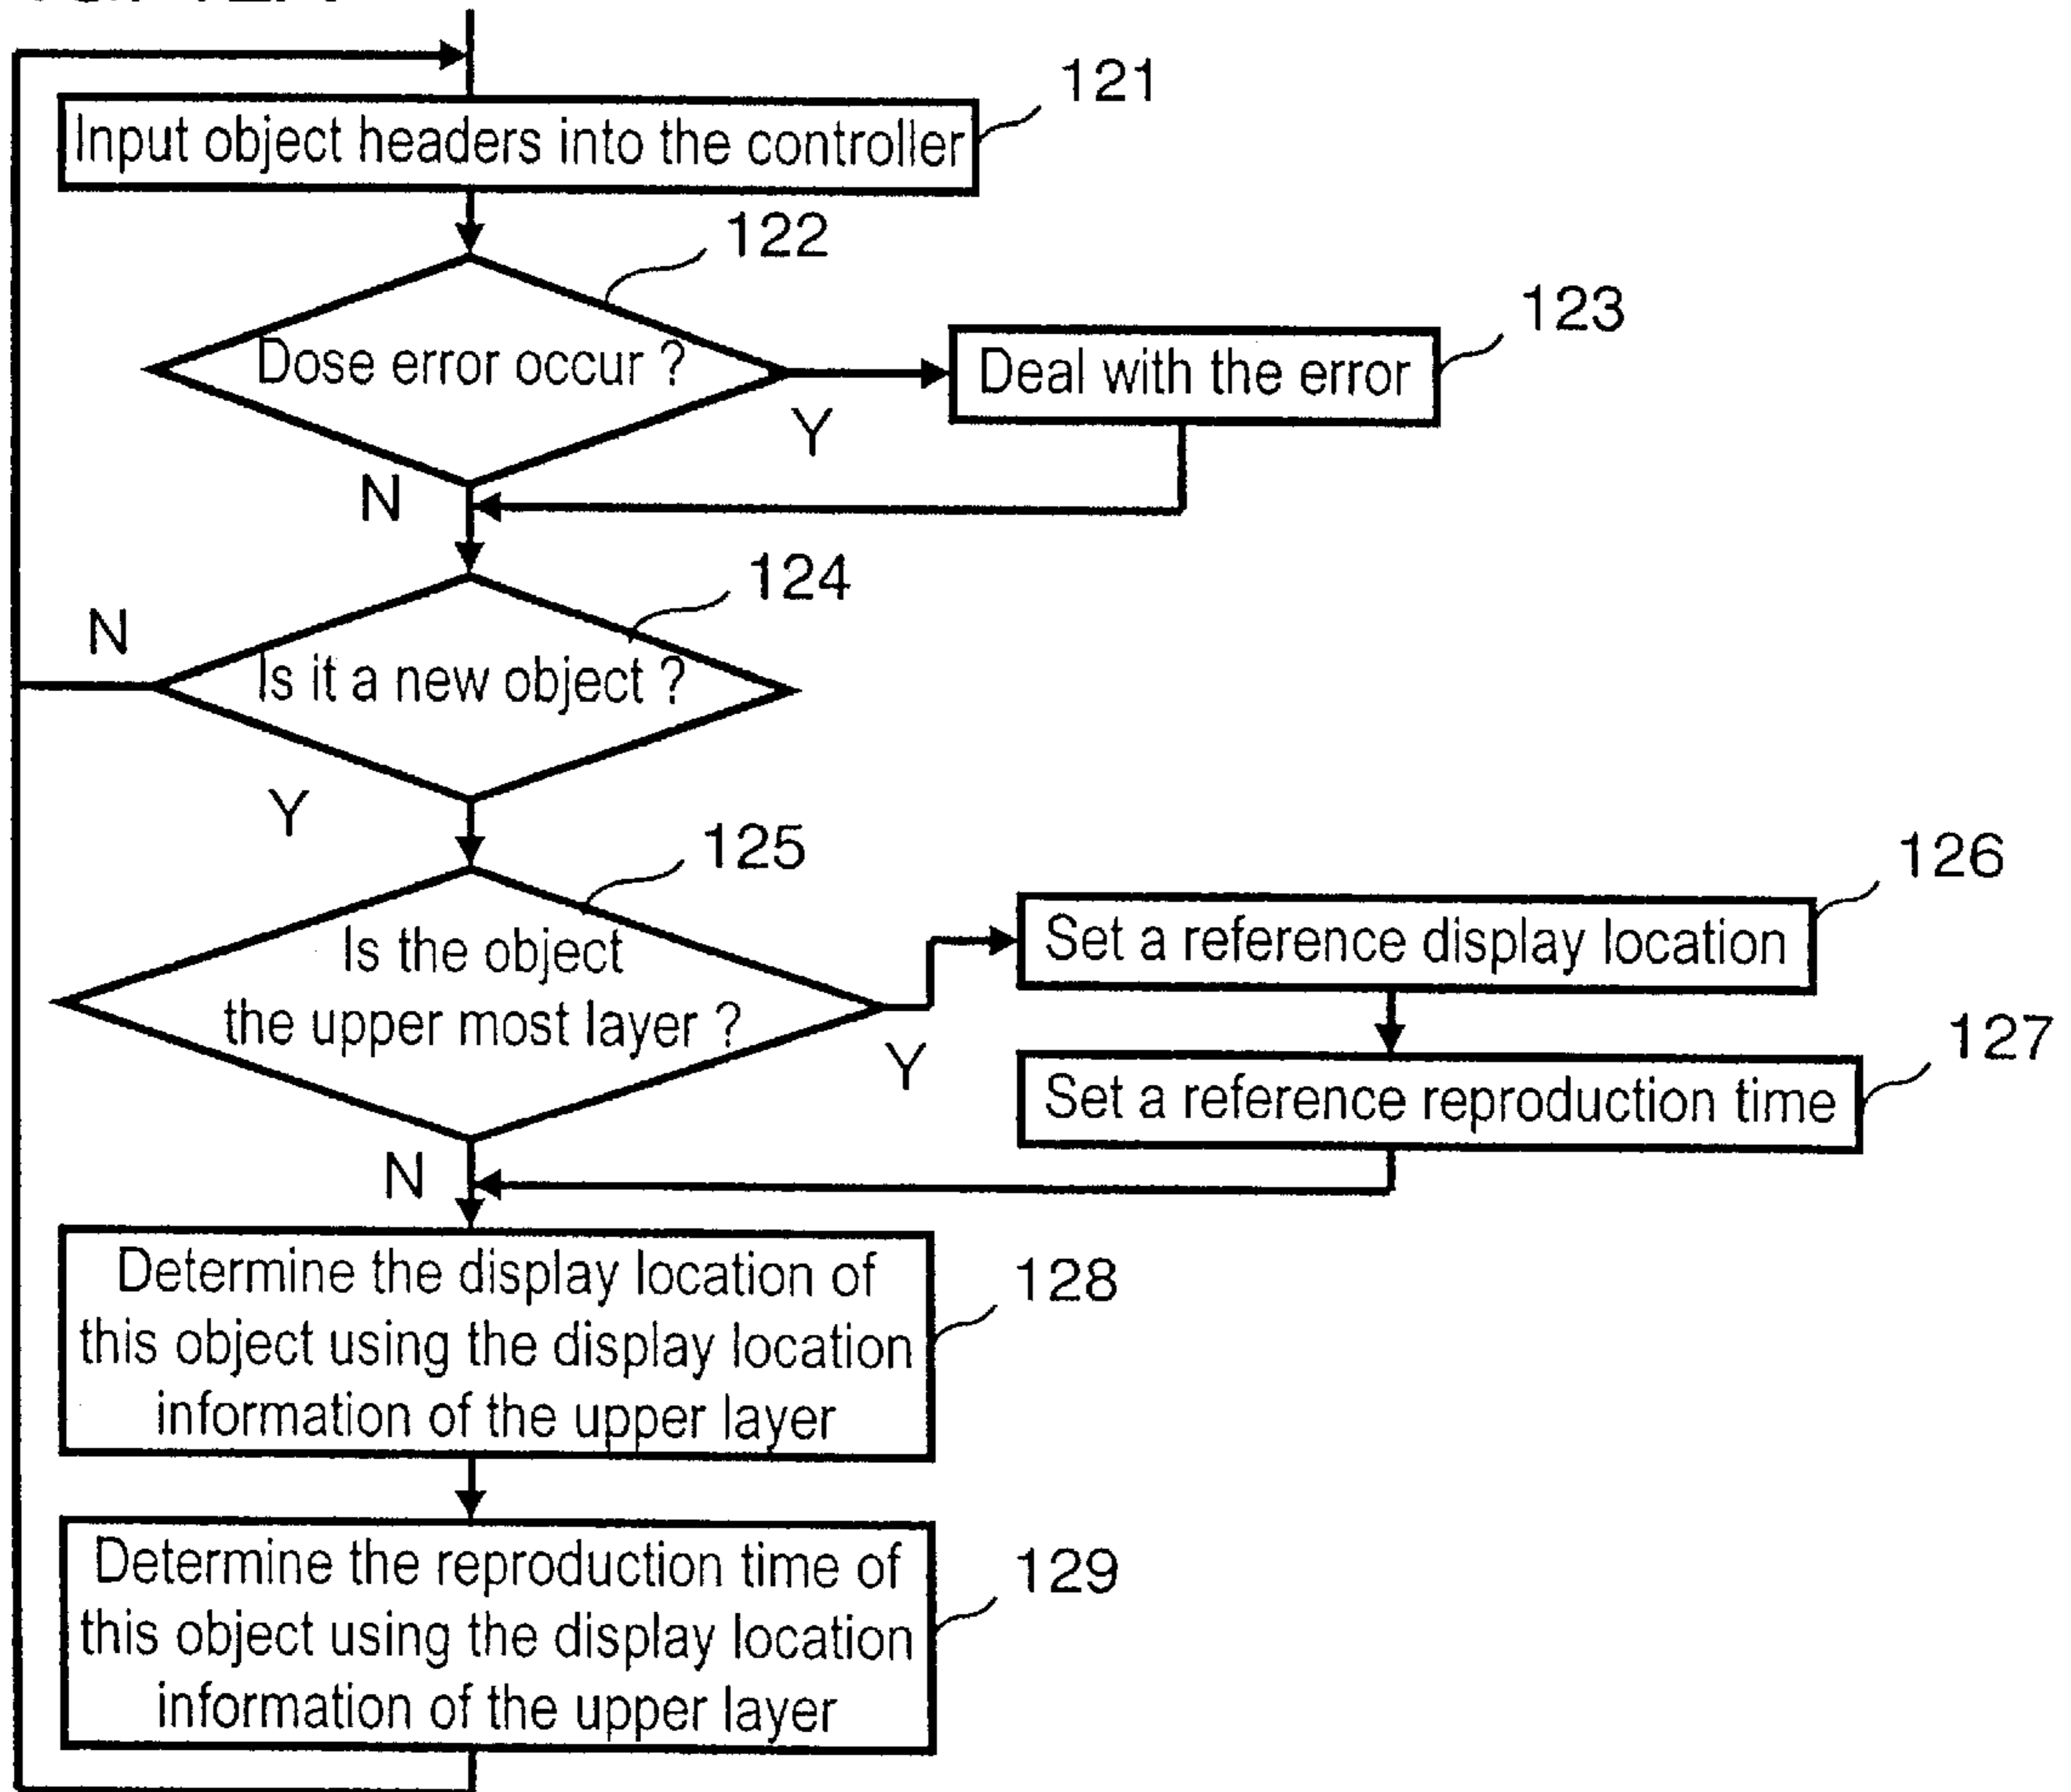 121
Input object headers into the controller
122
Dose error occur ?
123
Deal with the error
Y
N
124
N
Is it a new object ?
Y
125
Is the object
the upper most layer ?
126
Set a reference display location
Y
127
Set a reference reproduction time
N
Determine the display location of
this object using the display location
information of the upper layer
128
Determine the reproduction time of
this object using the display location
information of the upper layer
129